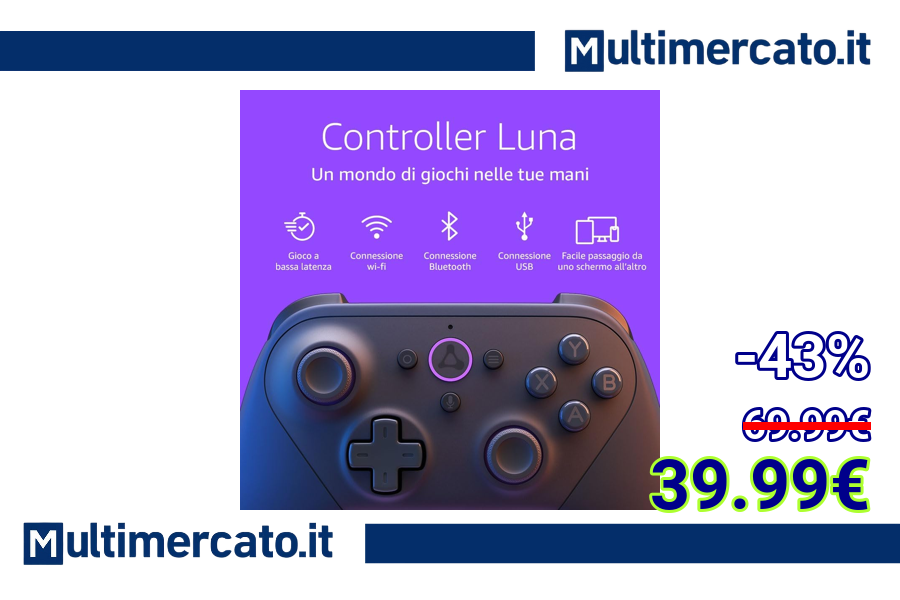 Multimercato.it
Controller Luna
Un mondo di giochi nelle tue mani
Gioco a
bassa latenza
Connessione
wi-fi
Connessione
Bluetooth
Connessione
USB
Facile passaggio da
uno schermo all'altro
Y
X
B
A
-43%
69.99€
39.99€
Multimercato.it